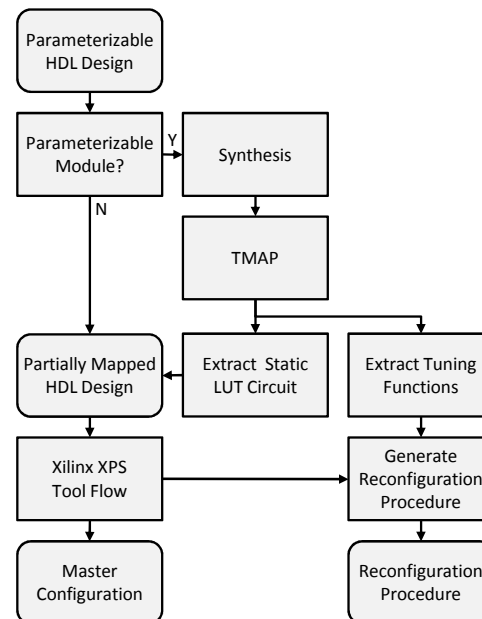 Parameterizable
HDL Design
Parameterizable
Module?
Y
Synthesis
N
TMAP
Partially Mapped
HDL Design
Extract Static
LUT Circuit
Extract Tuning
Functions
Xilinx XPS
Tool Flow
Generate
Reconfiguration
Procedure
Master
Configuration
Reconfiguration
Procedure